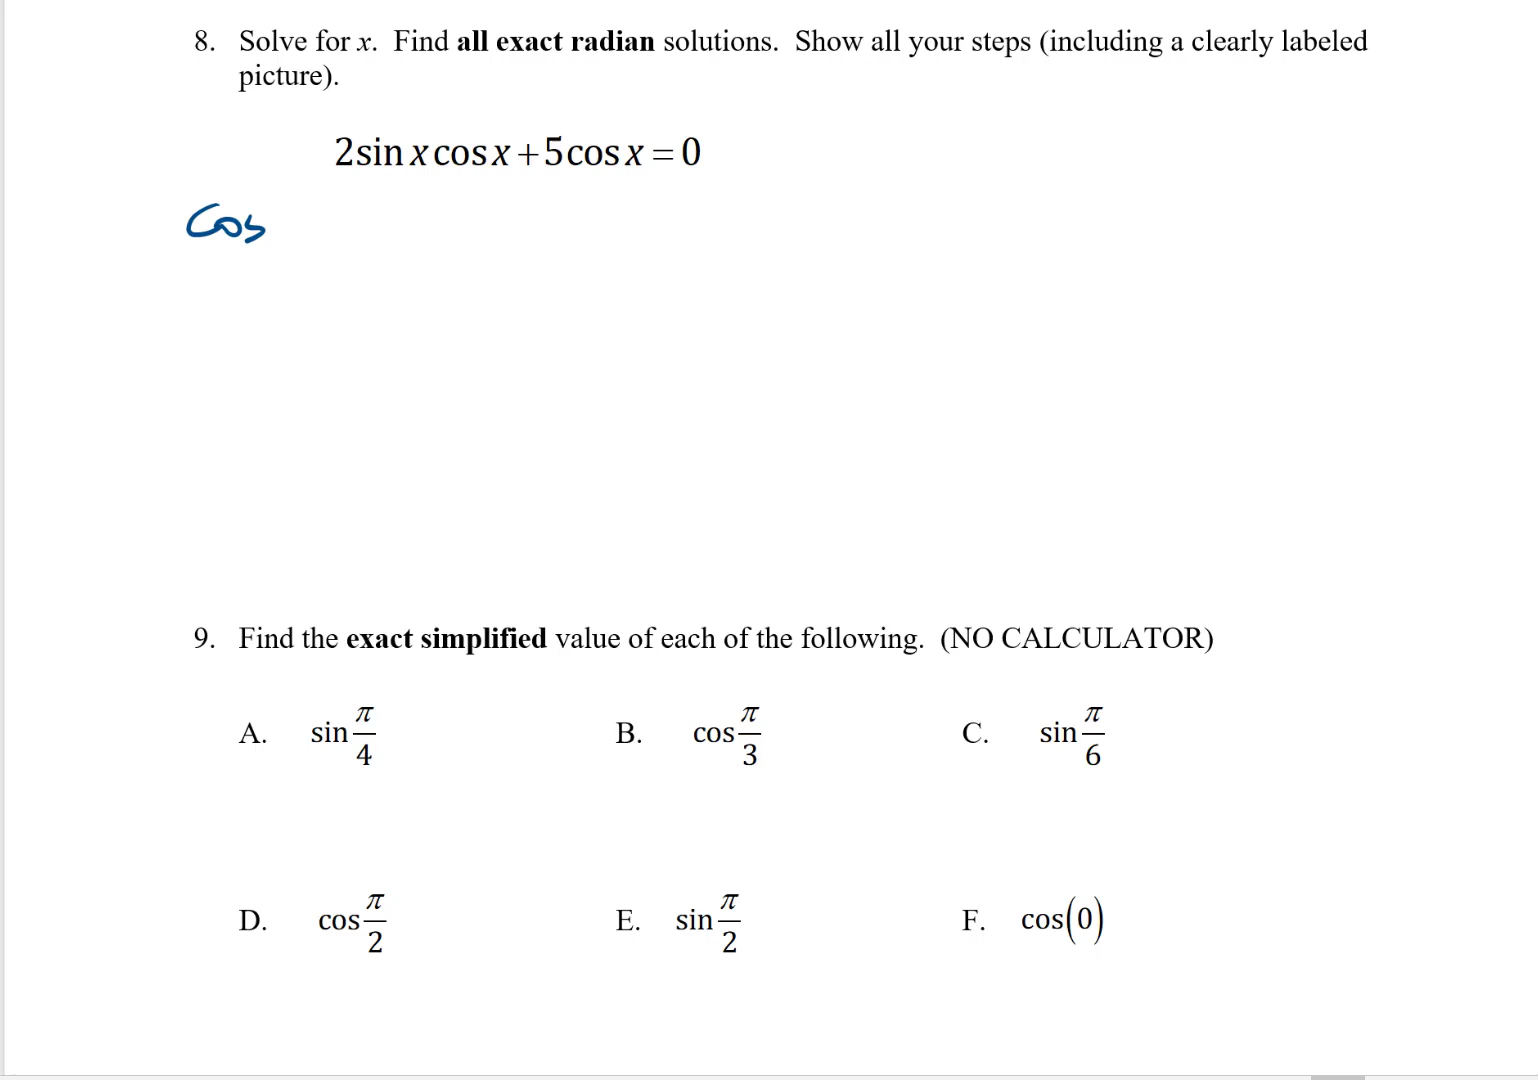 8. Solve for x. Find all exact radian solutions. Show all your steps (including a clearly labeled
picture).
2sin x cos x + 5cos x = 0
Cos
9. Find the exact simplified value of each of the following. (NO CALCULATOR)
A. sin π/4 B. cos π/3 C. sin π/6
D. cos π/2 E. sin π/2 F. cos(0)